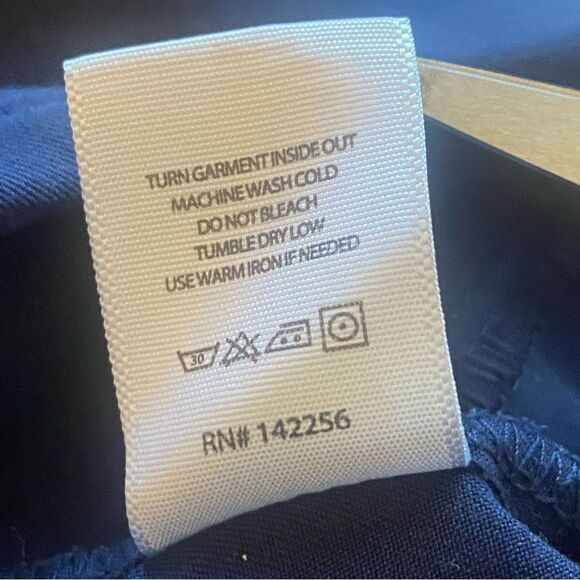 TURN GARMENT INSIDE OUT
MACHINE WASH COLD
DO NOT BLEACH
TUMBLE DRY LOW
USE WARM IRON IF NEEDED
30
RN# 142256